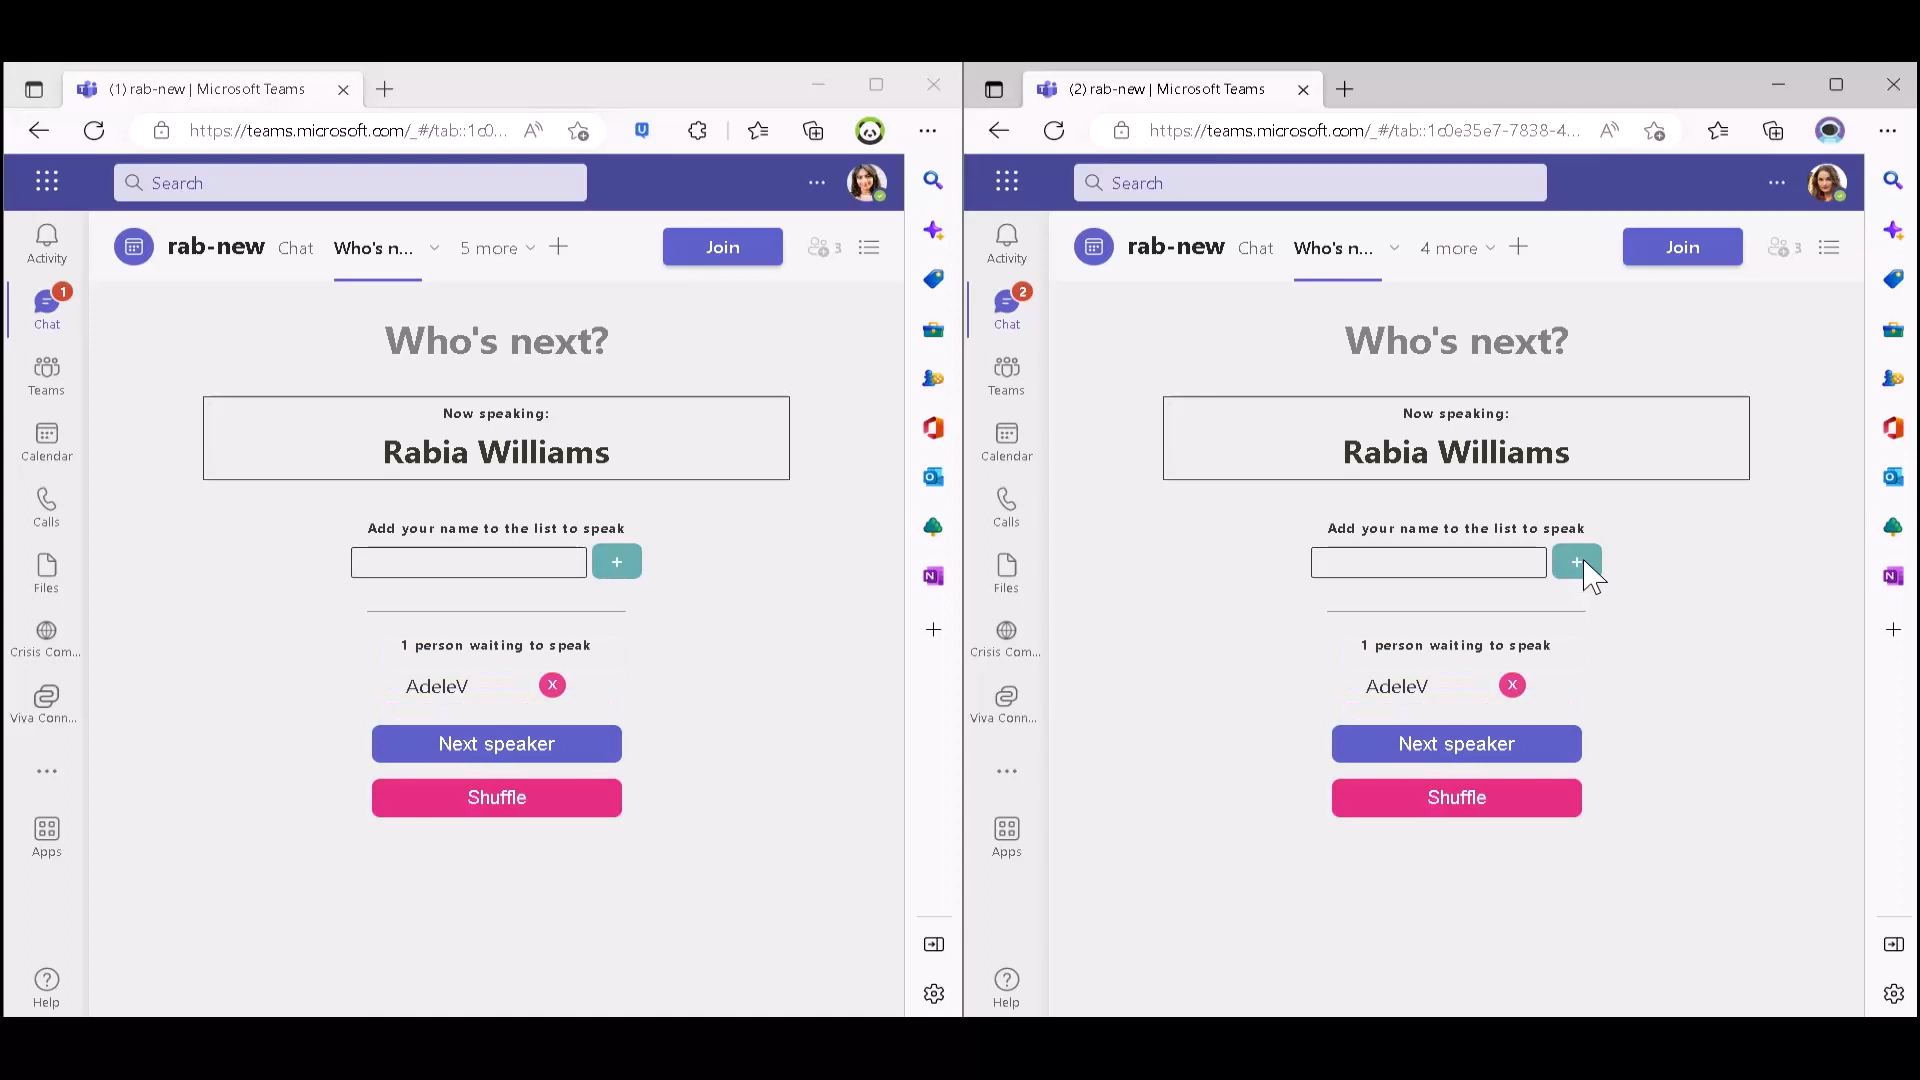 (1) rab-new | Microsoft Teams
https://teams.microsoft.com/_#/tab::1c0...
Search
rab-new Chat Who's n... 5 more Join 3
Activity
1
Chat
Teams
Calendar
Calls
Files
Crisis Com...
Viva Conn...
Apps
Help
Who's next?
Now speaking:
Rabia Williams
Add your name to the list to speak
+
1 person waiting to speak
AdeleV X
Next speaker
Shuffle
(2) rab-new | Microsoft Teams
https://teams.microsoft.com/_#/tab::1c0e35e7-7838-4...
Search
rab-new Chat Who's n... 4 more Join 3
Activity
2
Chat
Teams
Calendar
Calls
Files
Crisis Com...
Viva Conn...
Apps
Help
Who's next?
Now speaking:
Rabia Williams
Add your name to the list to speak
+
1 person waiting to speak
AdeleV X
Next speaker
Shuffle